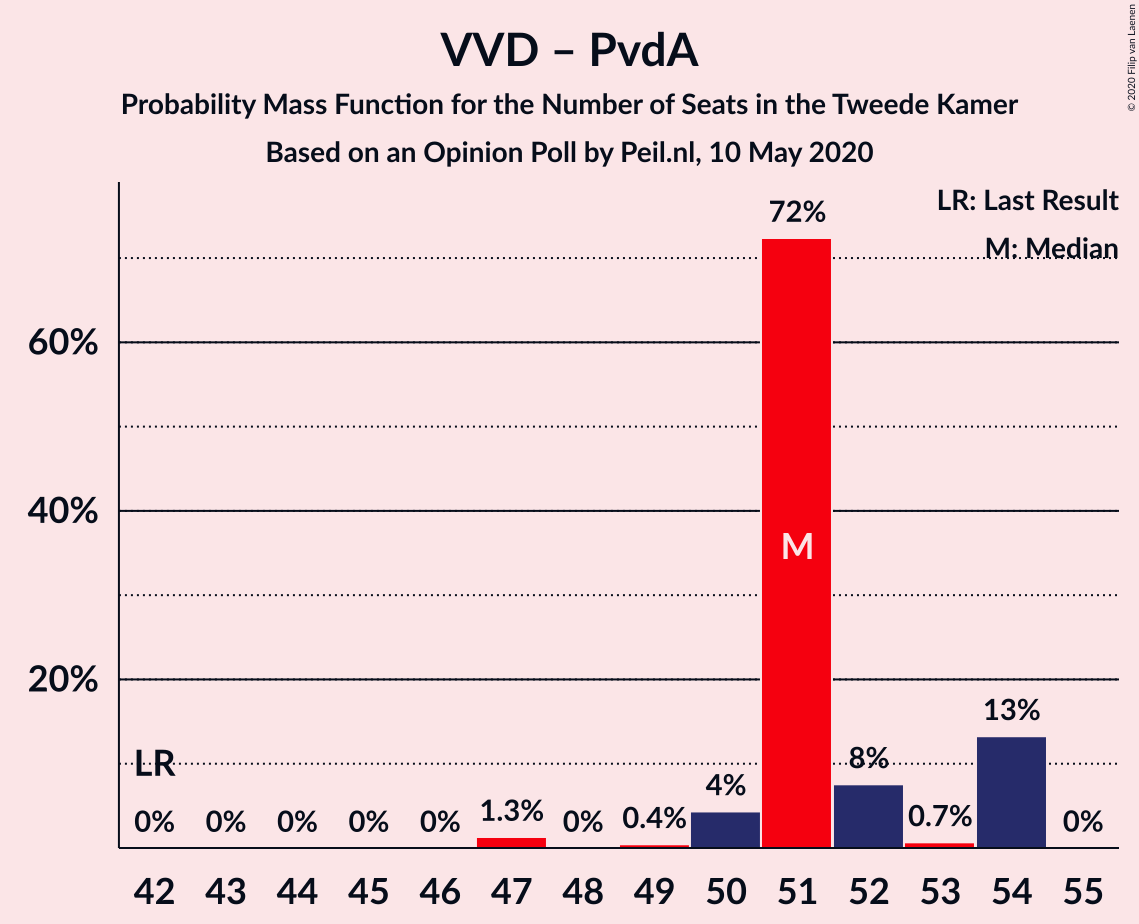 VVD – PvdA
Probability Mass Function for the Number of Seats in the Tweede Kamer
Based on an Opinion Poll by Peil.nl, 10 May 2020
© 2020 Filip van Laenen
LR: Last Result
M: Median
72%
60%
M
40%
20%
13%
LR
8%
4%
0% 0% 0% 0% 0% 1.3% 0% 0.4% 0.7% 0%
42 43 44 45 46 47 48 49 50 51 52 53 54 55